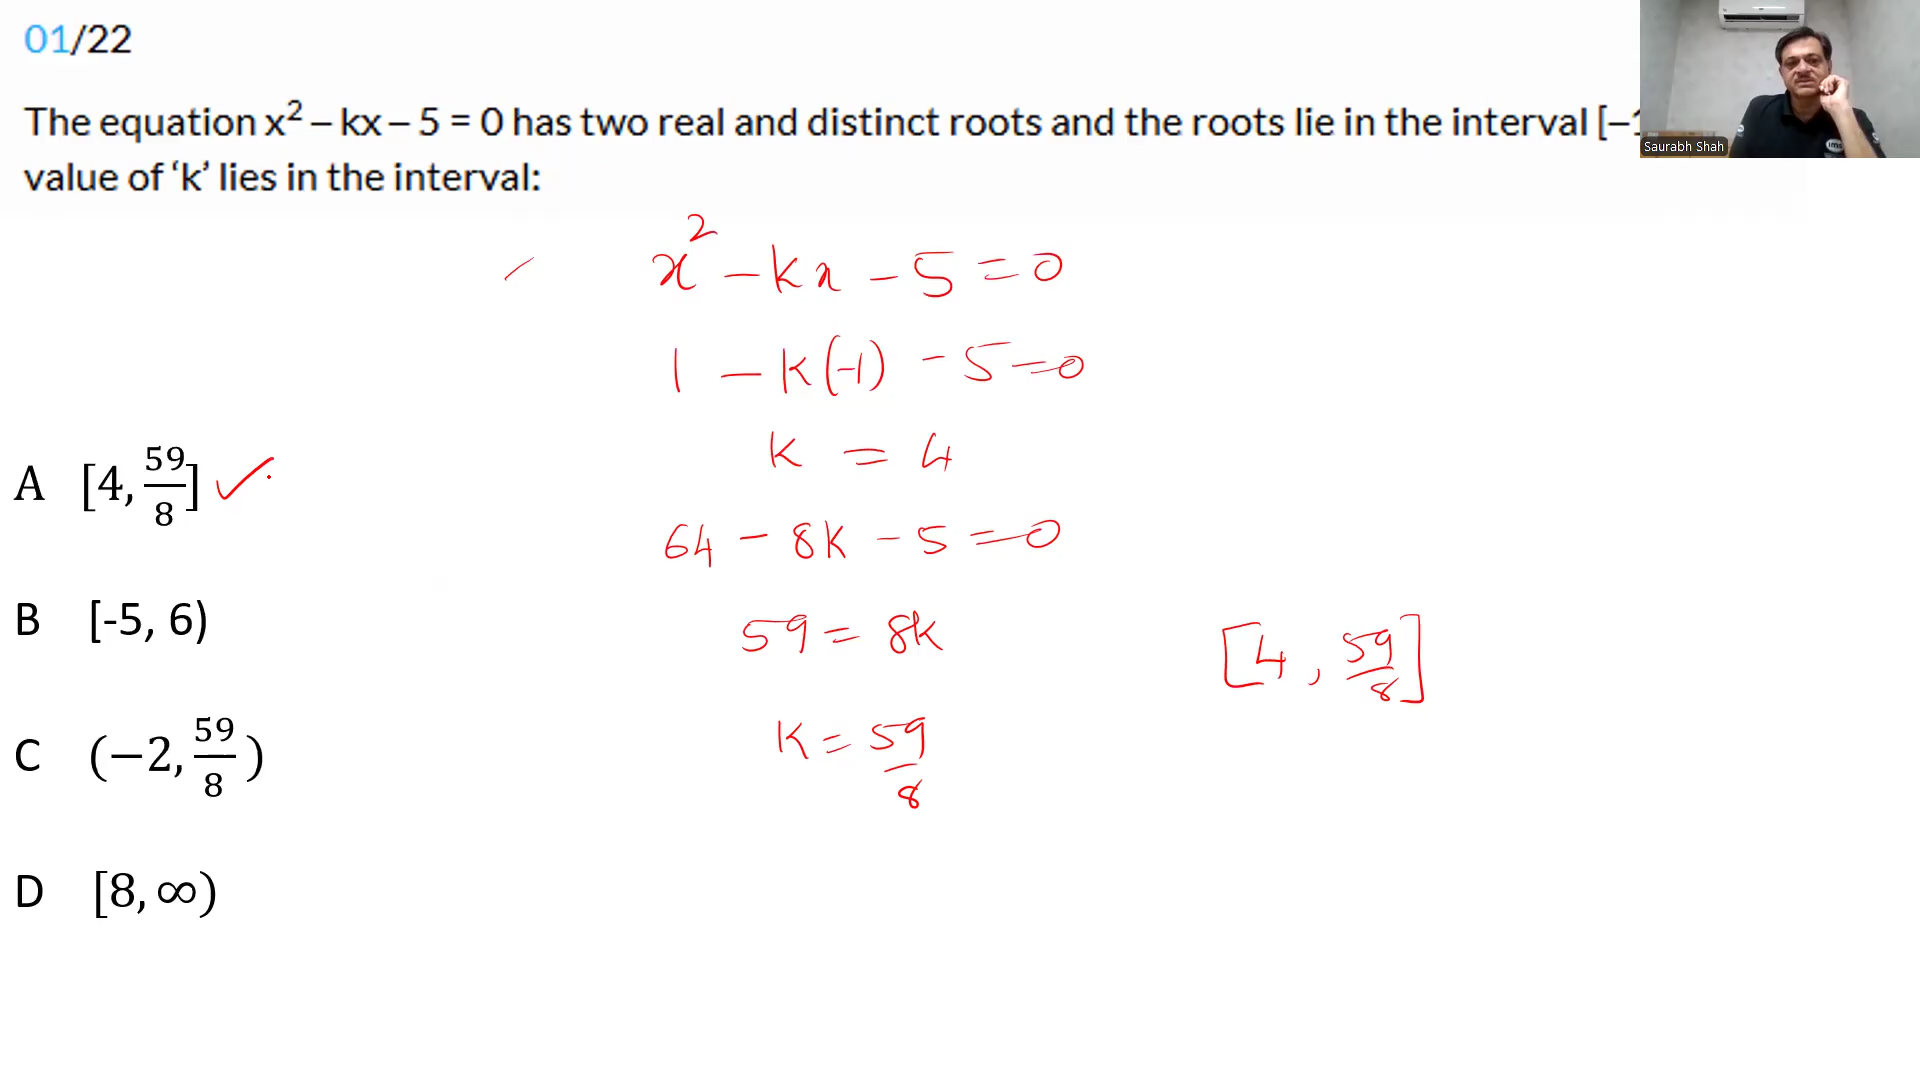 01/22
The equation x² – kx – 5 = 0 has two real and distinct roots and the roots lie in the interval [–1
value of ‘k’ lies in the interval:
Saurabh Shah
ims
x² – kx – 5 = 0
1 – k(-1) – 5 = 0
k = 4
64 – 8k – 5 = 0
59 = 8k
k = 59/8
[4, 59/8]
A [4, 59/8] ✓
B [-5, 6)
C (−2, 59/8)
D [8, ∞)